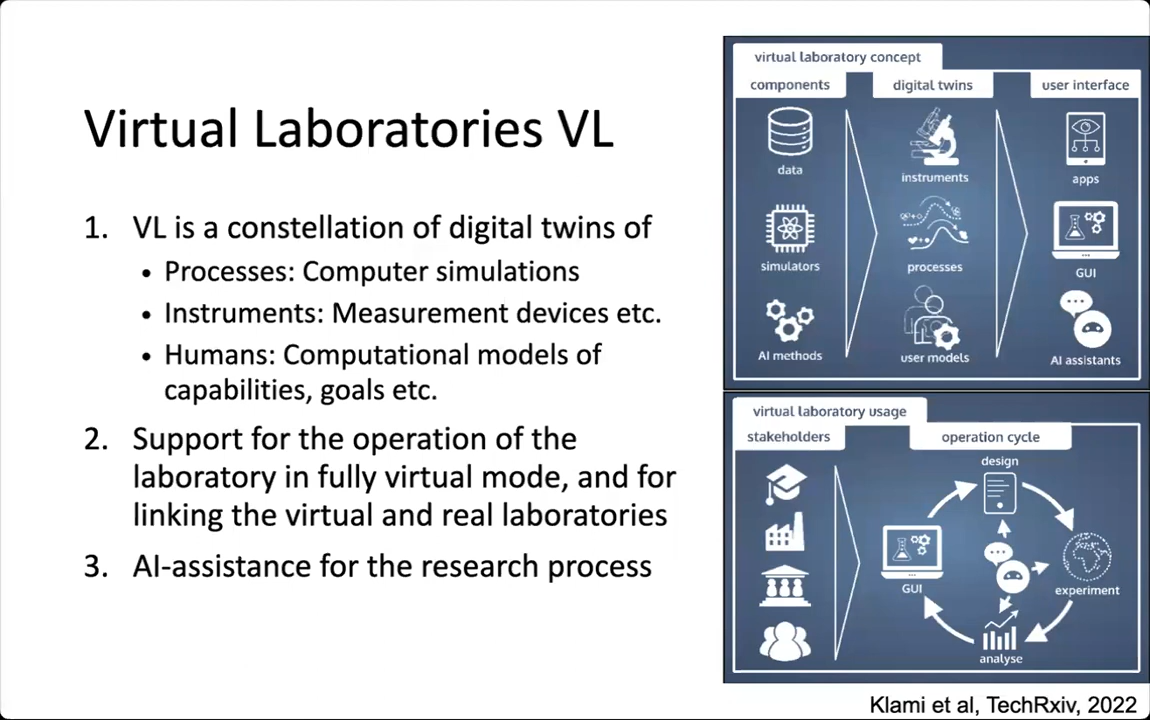 Virtual Laboratories VL
1. VL is a constellation of digital twins of
• Processes: Computer simulations
• Instruments: Measurement devices etc.
• Humans: Computational models of
capabilities, goals etc.
2. Support for the operation of the
laboratory in fully virtual mode, and for
linking the virtual and real laboratories
3. AI-assistance for the research process
virtual laboratory concept
components
digital twins
user interface
data
instruments
apps
simulators
processes
GUI
AI methods
user models
AI assistants
virtual laboratory usage
stakeholders
operation cycle
design
GUI
experiment
analyse
Klami et al, TechRxiv, 2022